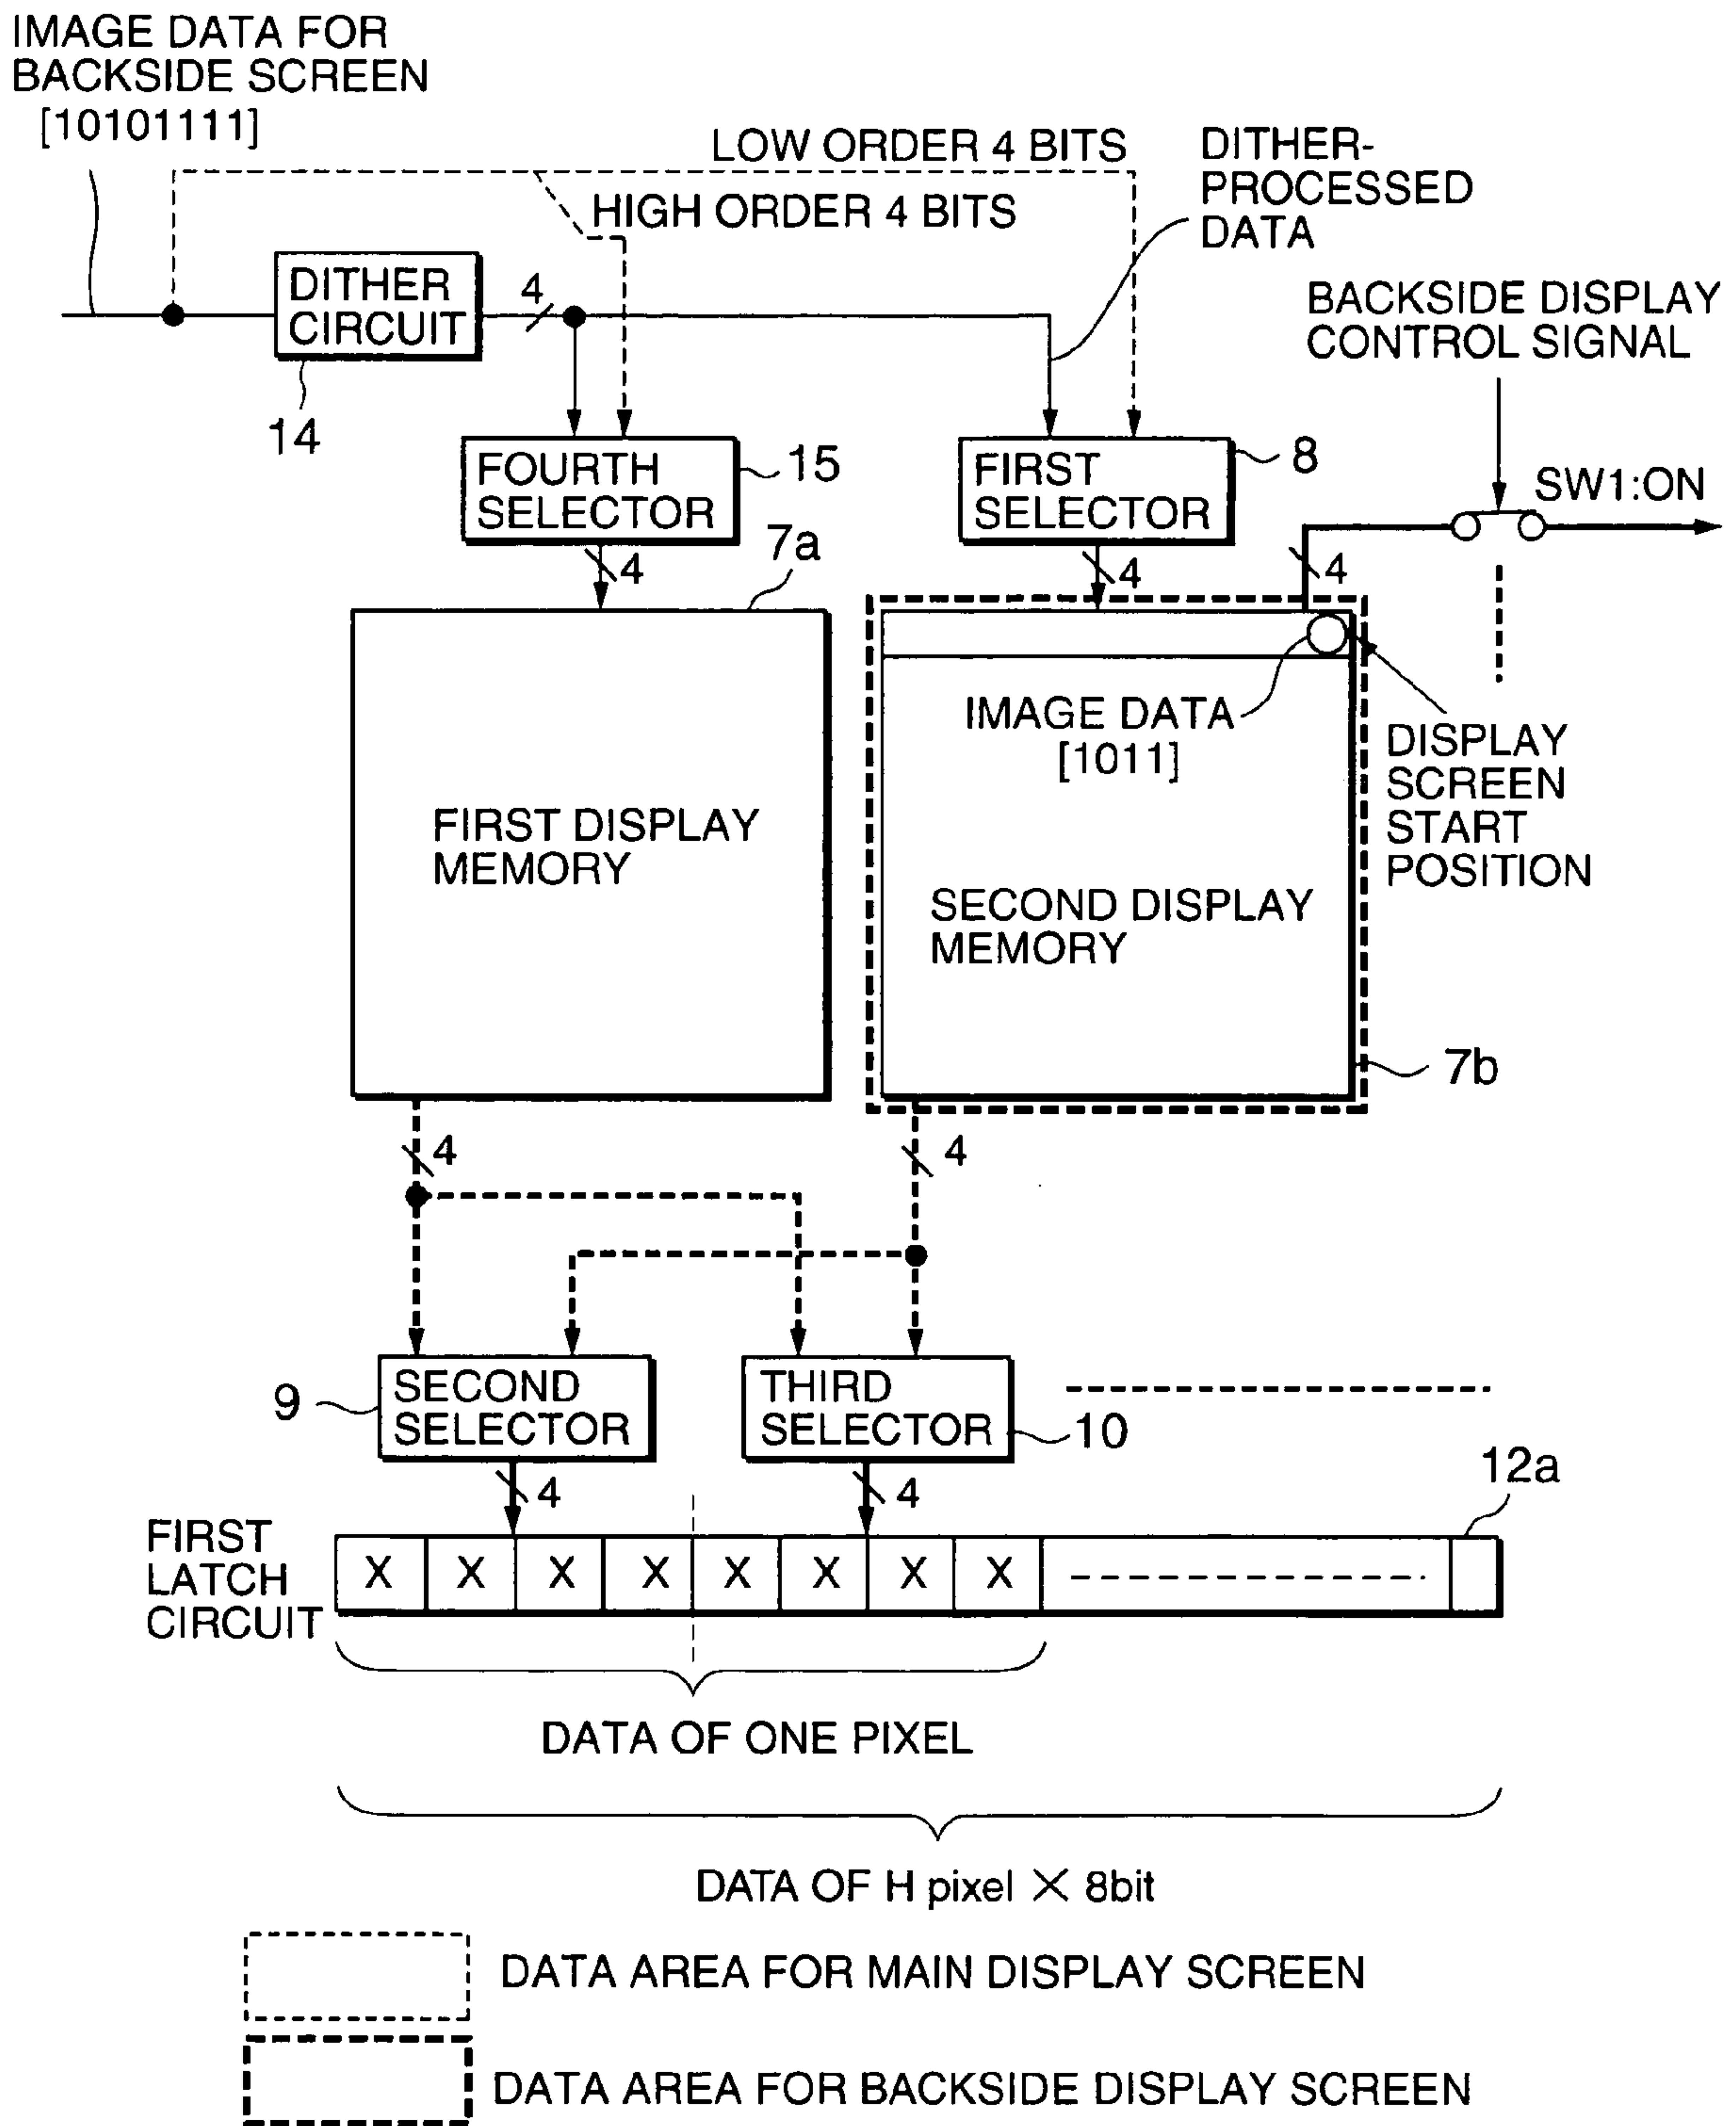 IMAGE DATA FOR
BACKSIDE SCREEN
[10101111]
LOW ORDER 4 BITS
HIGH ORDER 4 BITS
DITHER-
PROCESSED
DATA
DITHER
CIRCUIT
4
14
BACKSIDE DISPLAY
CONTROL SIGNAL
FOURTH
SELECTOR
15
FIRST
SELECTOR
8
SW1:ON
4
7a
4
4
IMAGE DATA
[1011]
DISPLAY
SCREEN
START
POSITION
FIRST DISPLAY
MEMORY
SECOND DISPLAY
MEMORY
7b
4
4
9
SECOND
SELECTOR
THIRD
SELECTOR
10
4
4
12a
FIRST
LATCH
CIRCUIT
X X X X X X X X
DATA OF ONE PIXEL
DATA OF H pixel X 8bit
DATA AREA FOR MAIN DISPLAY SCREEN
DATA AREA FOR BACKSIDE DISPLAY SCREEN